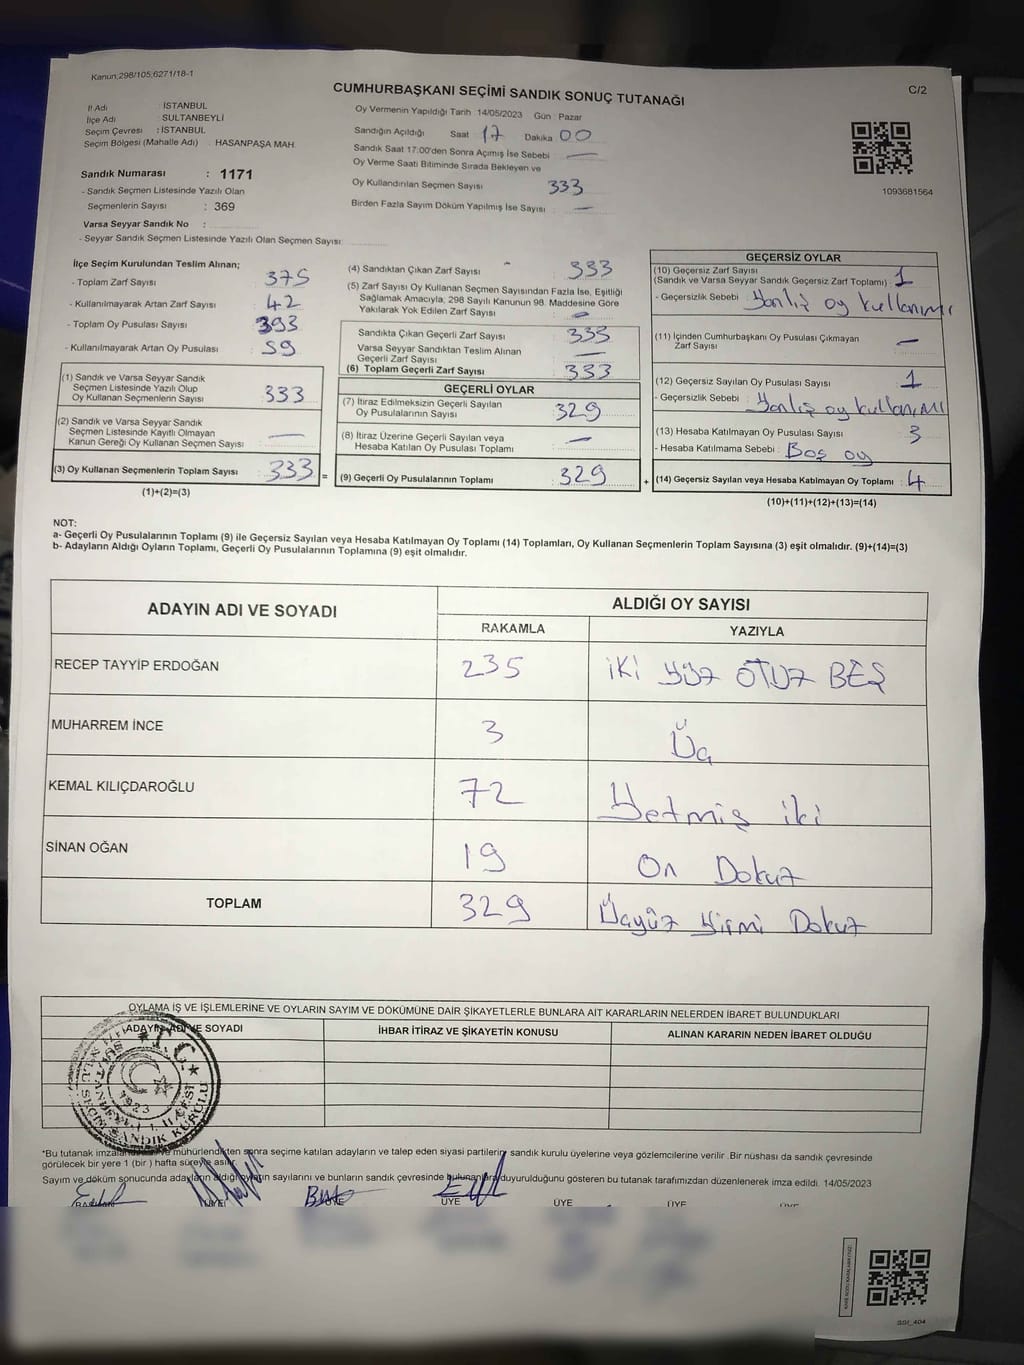 Kanun;298/105;6271/18-1
CUMHURBAŞKANI SEÇİMİ SANDIK SONUÇ TUTANAĞI
C/2
İl Adı : İSTANBUL
İlçe Adı : SULTANBEYLİ
Seçim Çevresi : İSTANBUL
Seçim Bölgesi (Mahalle Adı) . HASANPAŞA MAH.
Sandık Numarası : 1171
- Sandık Seçmen Listesinde Yazılı Olan
Seçmenlerin Sayısı : 369
Varsa Seyyar Sandık No :
- Seyyar Sandık Seçmen Listesinde Yazılı Olan Seçmen Sayısı:
Oy Vermenin Yapıldığı Tarih :14/05/2023 Gün : Pazar
Sandığın Açıldığı Saat 17 Dakika 00
Sandık Saat 17:00'den Sonra Açımış İse Sebebi —
Oy Verme Saati Bitiminde Sırada Bekleyen ve
Oy Kullandırılan Seçmen Sayısı 333
Birden Fazla Sayım Döküm Yapılmış İse Sayısı : —
1093681564
İlçe Seçim Kurulundan Teslim Alınan;
- Toplam Zarf Sayısı : 375
- Kullanılmayarak Artan Zarf Sayısı : 42
- Toplam Oy Pusulası Sayısı : 393
- Kullanılmayarak Artan Oy Pusulası : 59
(1) Sandık ve Varsa Seyyar Sandık
Seçmen Listesinde Yazılı Olup
Oy Kullanan Seçmenlerin Sayısı : 333
(2) Sandık ve Varsa Seyyar Sandık
Seçmen Listesinde Kayıtlı Olmayan
Kanun Gereği Oy Kullanan Seçmen Sayısı : —
(3) Oy Kullanan Seçmenlerin Toplam Sayısı : 333 =
(1)+(2)=(3)
(4) Sandıktan Çıkan Zarf Sayısı : 333
(5) Zarf Sayısı Oy Kullanan Seçmen Sayısından Fazla İse, Eşitliği
Sağlamak Amacıyla, 298 Sayılı Kanunun 98. Maddesine Göre
Yakılarak Yok Edilen Zarf Sayısı : —
Sandıkta Çıkan Geçerli Zarf Sayısı : 333
Varsa Seyyar Sandıktan Teslim Alınan
Geçerli Zarf Sayısı : —
(6) Toplam Geçerli Zarf Sayısı : 333
GEÇERLİ OYLAR
(7) İtiraz Edilmeksizin Geçerli Sayılan
Oy Pusulalarının Sayısı : 329
(8) İtiraz Üzerine Geçerli Sayılan veya
Hesaba Katılan Oy Pusulası Toplamı : —
(9) Geçerli Oy Pusulalarının Toplamı : 329 +
GEÇERSİZ OYLAR
(10) Geçersiz Zarf Sayısı
(Sandık ve Varsa Seyyar Sandık Geçersiz Zarf Toplamı) : 1
- Geçersizlik Sebebi : Yanlış oy kullanımı
(11) İçinden Cumhurbaşkanı Oy Pusulası Çıkmayan
Zarf Sayısı : —
(12) Geçersiz Sayılan Oy Pusulası Sayısı : 1
- Geçersizlik Sebebi : Yanlış oy kullanımı
(13) Hesaba Katılmayan Oy Pusulası Sayısı : 3
- Hesaba Katılmama Sebebi : Boş oy
(14) Geçersiz Sayılan veya Hesaba Katılmayan Oy Toplamı : 4
(10)+(11)+(12)+(13)=(14)
NOT:
a- Geçerli Oy Pusulalarının Toplamı (9) ile Geçersiz Sayılan veya Hesaba Katılmayan Oy Toplamı (14) Toplamları, Oy Kullanan Seçmenlerin Toplam Sayısına (3) eşit olmalıdır. (9)+(14)=(3)
b- Adayların Aldığı Oyların Toplamı, Geçerli Oy Pusulalarının Toplamına (9) eşit olmalıdır.
ADAYIN ADI VE SOYADI
ALDIĞI OY SAYISI
RAKAMLA YAZIYLA
RECEP TAYYİP ERDOĞAN 235 İKİ YÜZ OTUZ BEŞ
MUHARREM İNCE 3 Üç
KEMAL KILIÇDAROĞLU 72 Yetmiş iki
SİNAN OĞAN 19 On Dokuz
TOPLAM 329 Üçyüz Yirmi Dokuz
OYLAMA İŞ VE İŞLEMLERİNE VE OYLARIN SAYIM VE DÖKÜMÜNE DAİR ŞİKAYETLERLE BUNLARA AİT KARARLARIN NELERDEN İBARET BULUNDUKLARI
ADAYIN ADI VE SOYADI İHBAR İTİRAZ VE ŞİKAYETİN KONUSU ALINAN KARARIN NEDEN İBARET OLDUĞU
T.C.
1923
*Bu tutanak imzalandıktan ve mühürlendikten sonra seçime katılan adayların ve talep eden siyasi partilerin sandık kurulu üyelerine veya gözlemcilerine verilir .Bir nüshası da sandık çevresinde
görülecek bir yere 1 (bir ) hafta süreyle asılır.
Sayım ve döküm sonucunda adayların aldığı oyların sayılarını ve bunların sandık çevresinde bulunanlara duyurulduğunu gösteren bu tutanak tarafımızdan düzenlenerek imza edildi. 14/05/2023
BAŞKAN ÜYE ÜYE ÜYE ÜYE ÜYE ÜYE
SSI_404